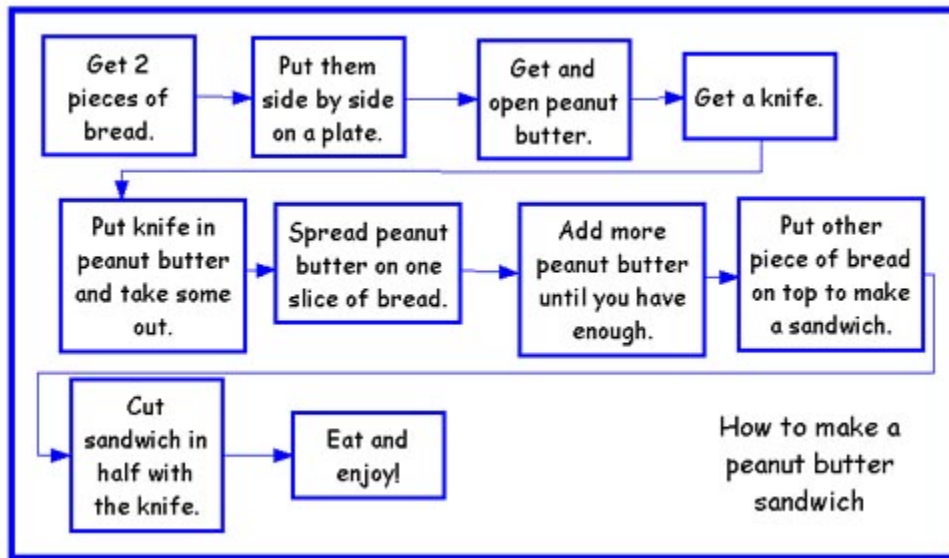 Get 2
pieces of
bread.
Put them
side by side
on a plate.
Get and
open peanut
butter.
Get a knife.
Put knife in
peanut butter
and take some
out.
Spread peanut
butter on one
slice of bread.
Add more
peanut butter
until you have
enough.
Put other
piece of bread
on top to make
a sandwich.
Cut
sandwich in
half with
the knife.
Eat and
enjoy!
How to make a
peanut butter
sandwich